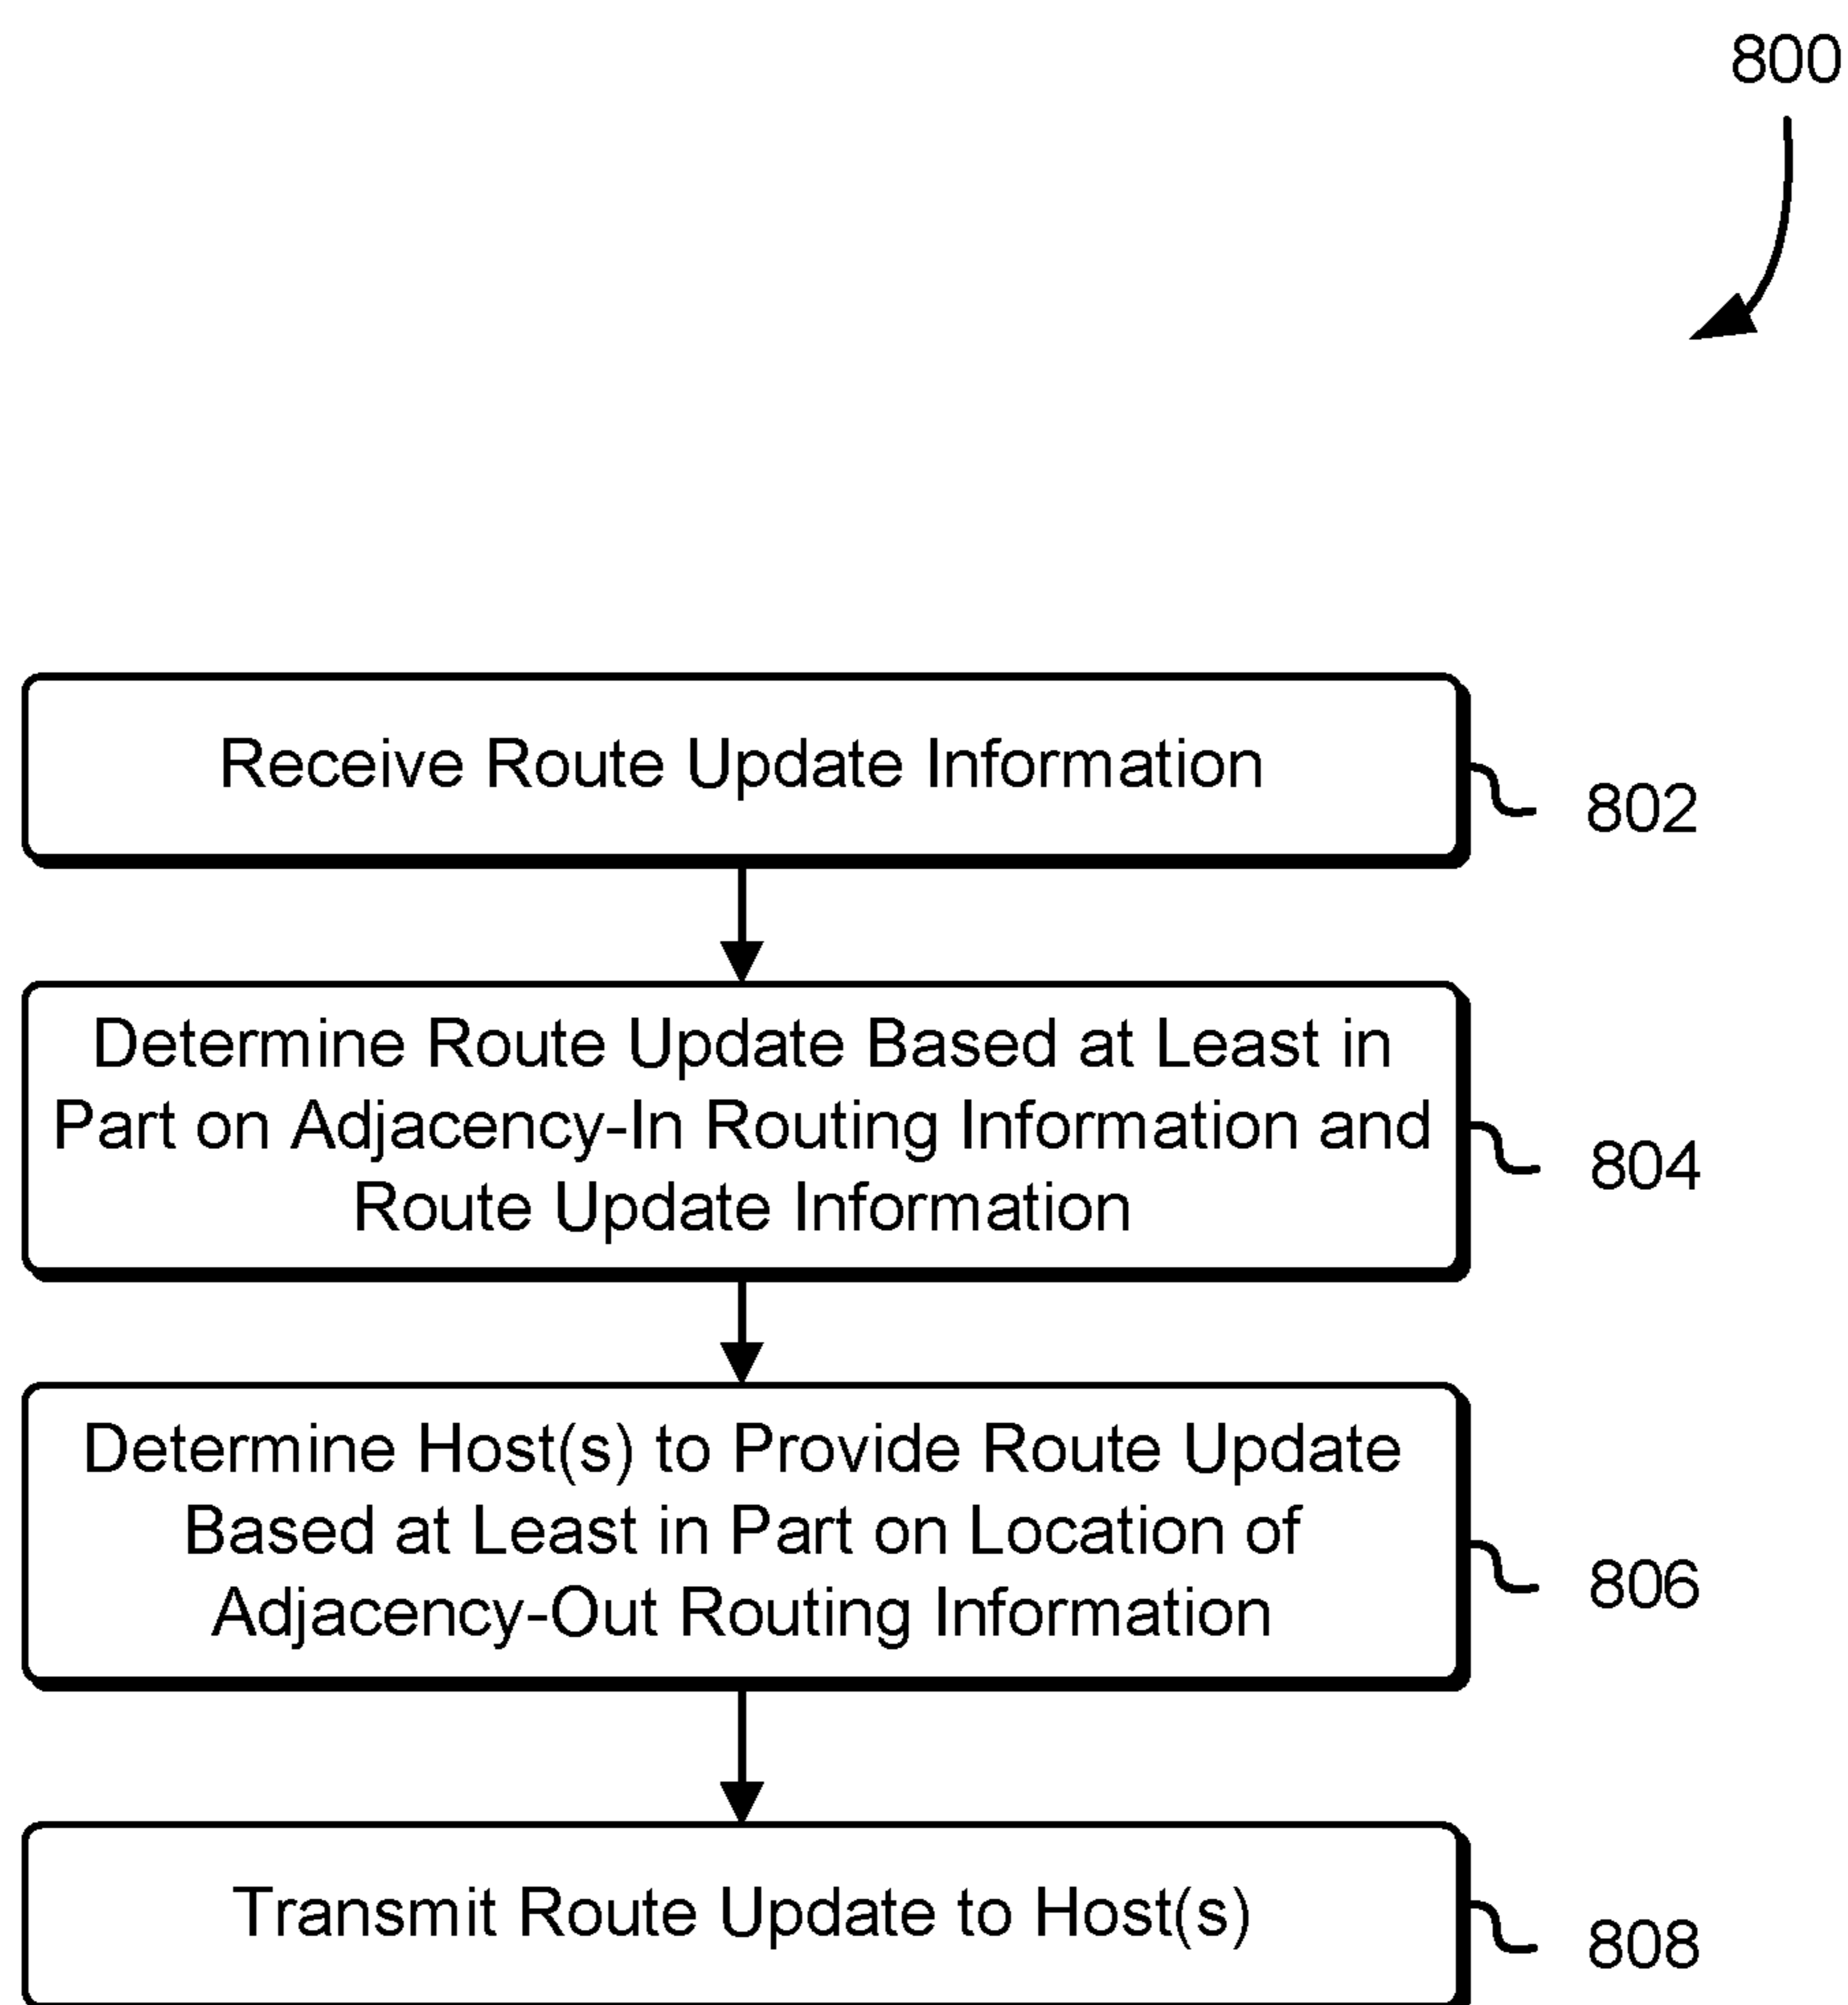 800
Receive Route Update Information
802
Determine Route Update Based at Least in
Part on Adjacency-In Routing Information and
Route Update Information
804
Determine Host(s) to Provide Route Update
Based at Least in Part on Location of
Adjacency-Out Routing Information
806
Transmit Route Update to Host(s)
808